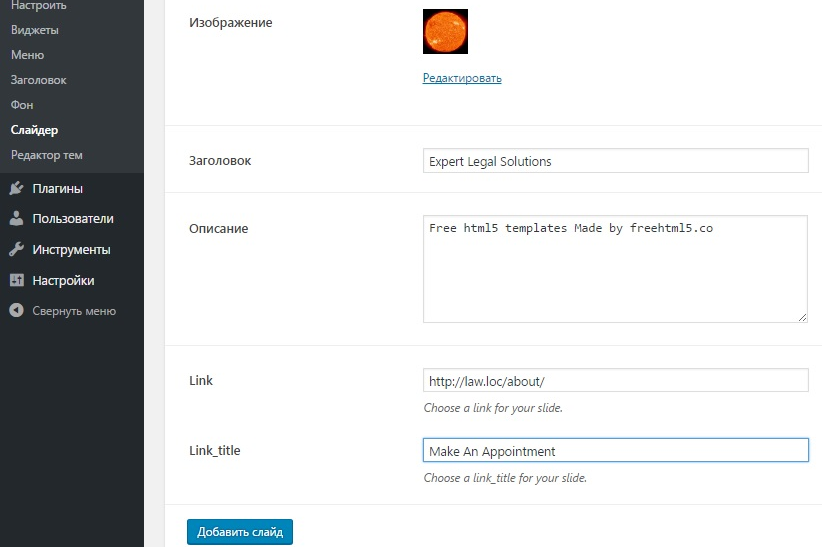 Настроить
Виджеты
Меню
Заголовок
Фон
Слайдер
Редактор тем
Плагины
Пользователи
Инструменты
Настройки
Свернуть меню
Изображение
Редактировать
Заголовок
Expert Legal Solutions
Описание
Free html5 templates Made by freehtml5.co
Link
http://law.loc/about/
Choose a link for your slide.
Link_title
Make An Appointment
Choose a link_title for your slide.
Добавить слайд